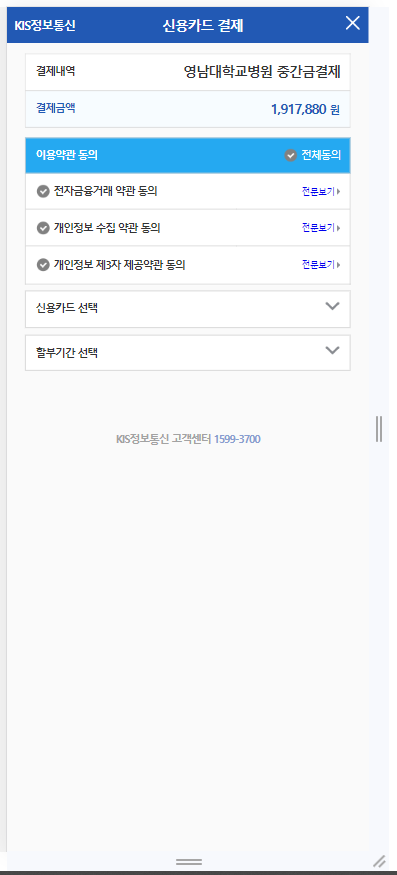 KIS정보통신 신용카드 결제
결제내역 영남대학교병원 중간금결제
결제금액 1,917,880 원
이용약관 동의 전체동의
전자금융거래 약관 동의 전문보기
개인정보 수집 약관 동의 전문보기
개인정보 제3자 제공약관 동의 전문보기
신용카드 선택
할부기간 선택
KIS정보통신 고객센터 1599-3700